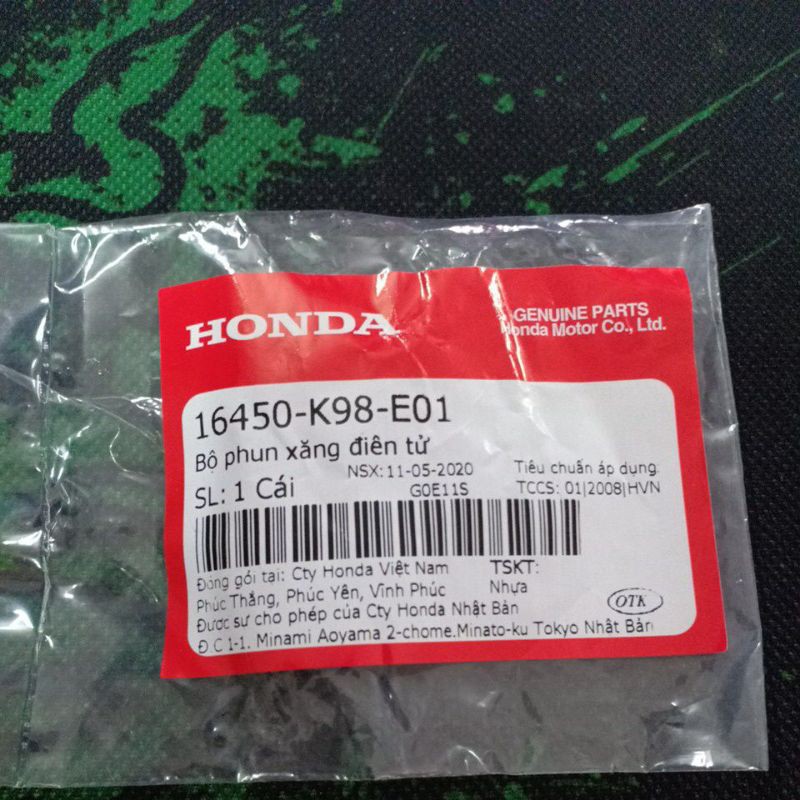 HONDA
GENUINE PARTS
Honda Motor Co., Ltd.
16450-K98-E01
Bộ phun xăng điên tử
NSX: 11-05-2020
Tiêu chuẩn áp dụng:
SL: 1 Cái
G0E11S
TCCS: 01|2008|HVN
Đóng gói tại: Cty Honda Việt Nam
TSKT:
Phúc Thắng, Phúc Yên, Vĩnh Phúc
Nhựa
Được sư cho phép của Cty Honda Nhật Bản
OTK
Đ C 1-1. Minami Aoyama 2-chome.Minato-ku Tokyo Nhật Bản